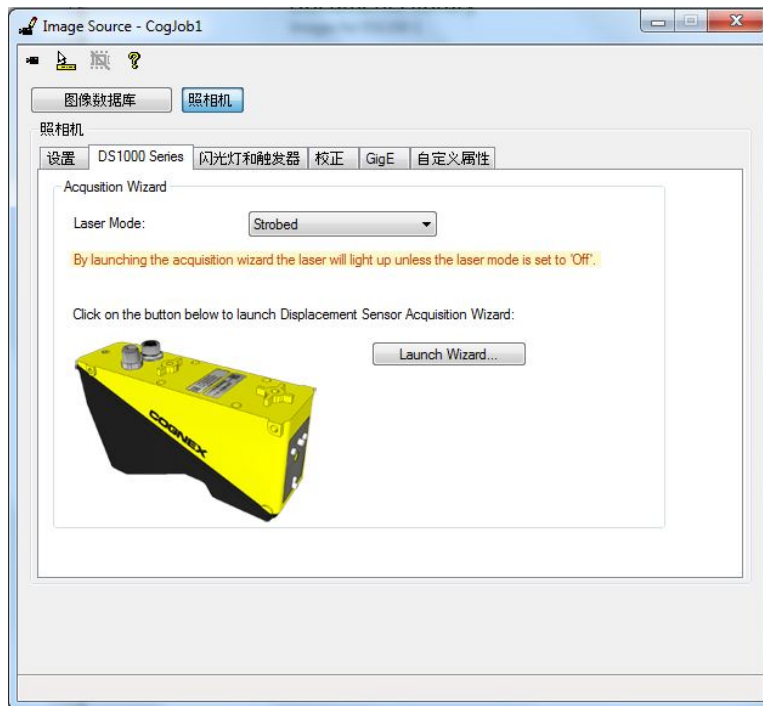 Image Source - CogJob1
图像数据库 照相机
照相机
设置 DS1000 Series 闪光灯和触发器 校正 GigE 自定义属性
Acqusition Wizard
Laser Mode: Strobed
By launching the acquisition wizard the laser will light up unless the laser mode is set to 'Off'.
Click on the button below to launch Displacement Sensor Acquisition Wizard:
Launch Wizard...
COGNEX